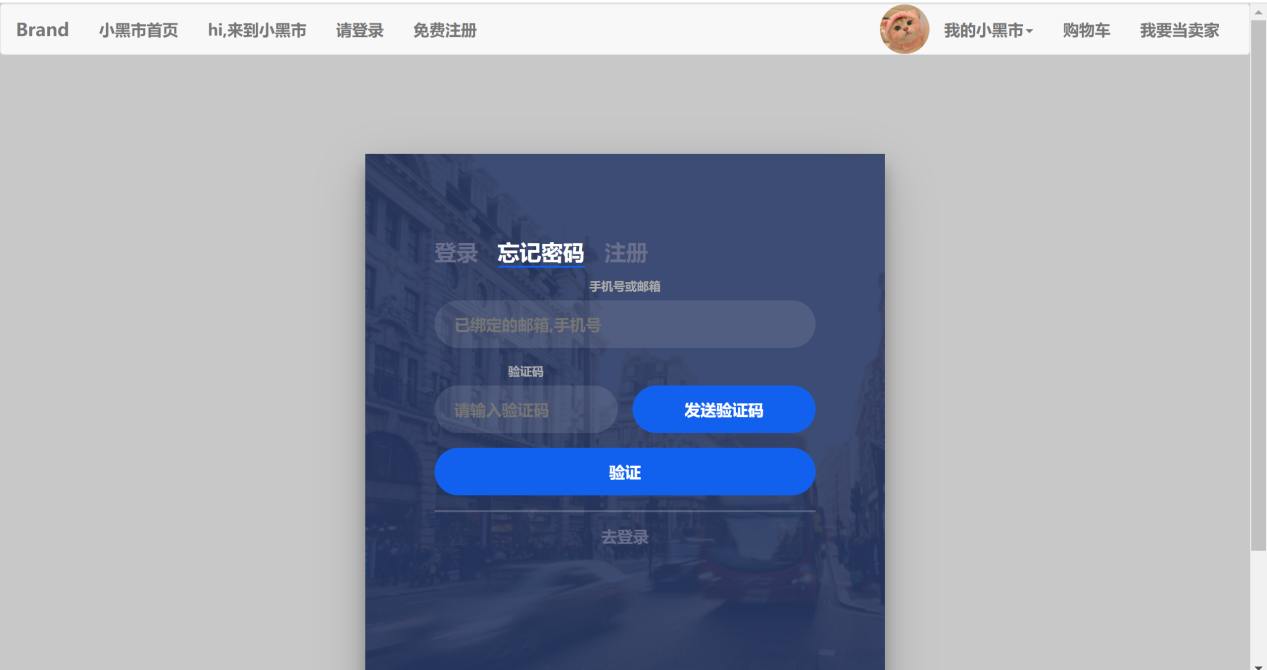 Brand 小黑市首页 hi,来到小黑市 请登录 免费注册 我的小黑市 购物车 我要当卖家
登录 忘记密码 注册
手机号或邮箱
已绑定的邮箱,手机号
验证码
请输入验证码 发送验证码
验证
去登录